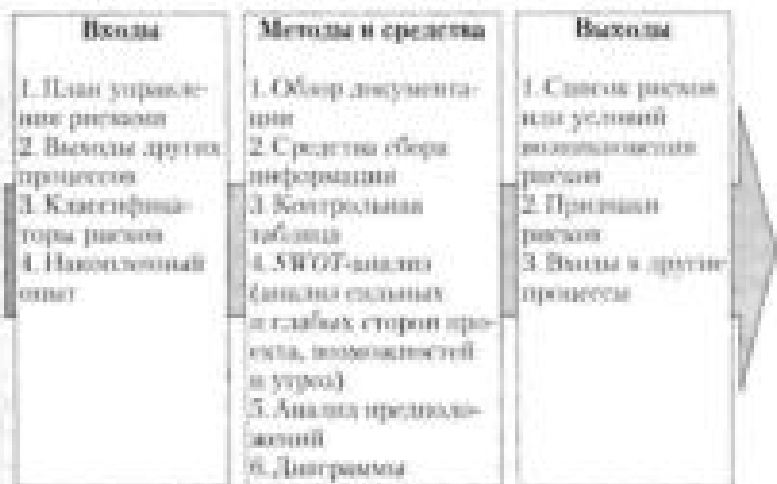 Входы
1. План управле-
ния рисками
2. Выходы других
процессов
3. Классифика-
торы рисков
4. Накопленный
опыт
Методы и средства
1. Обзор документа-
ции
2. Средства сбора
информации
3. Контрольная
таблица
4. SWOT-анализ
(анализ сильных
и слабых сторон про-
екта, возможностей
и угроз)
5. Анализ предполо-
жений
6. Диаграммы
Выходы
1. Список рисков
или условий
возникновения
рисков
2. Признаки
рисков
3. Входы в другие
процессы